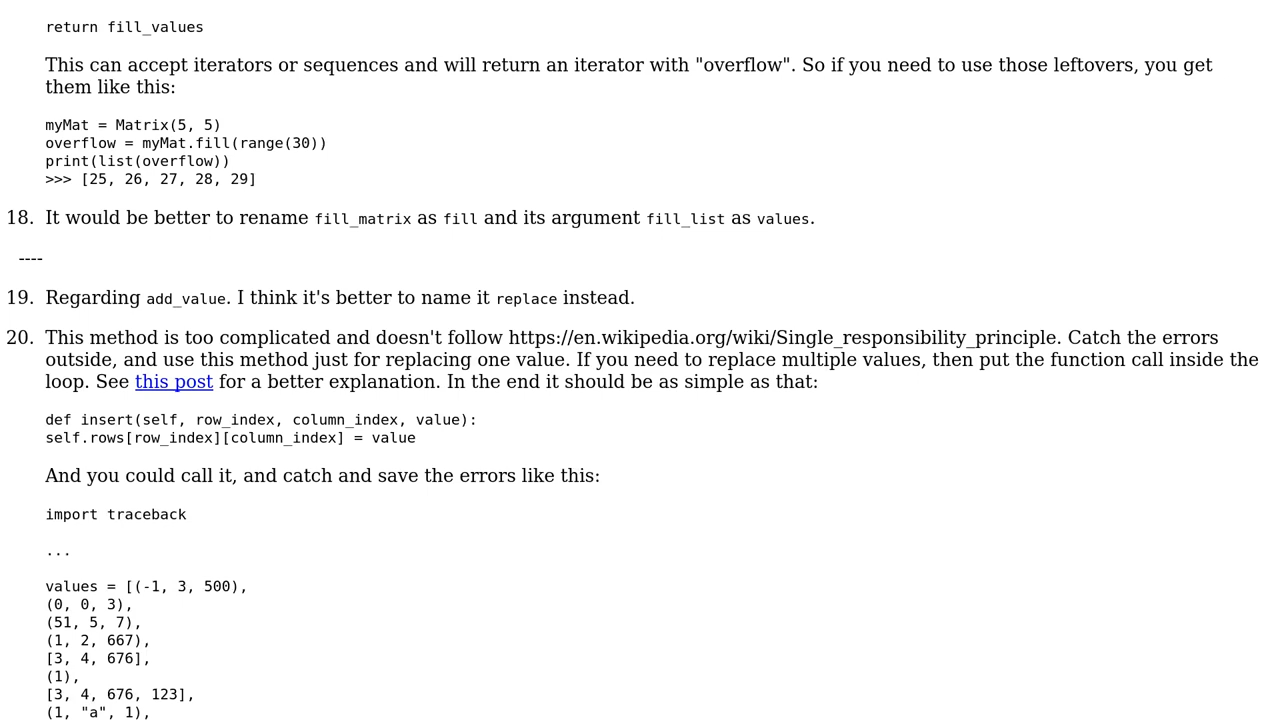 return fill_values
This can accept iterators or sequences and will return an iterator with "overflow". So if you need to use those leftovers, you get
them like this:
myMat = Matrix(5, 5)
overflow = myMat.fill(range(30))
print(list(overflow))
>>> [25, 26, 27, 28, 29]
18. It would be better to rename fill_matrix as fill and its argument fill_list as values.
----
19. Regarding add_value. I think it's better to name it replace instead.
20. This method is too complicated and doesn't follow https://en.wikipedia.org/wiki/Single_responsibility_principle. Catch the errors
outside, and use this method just for replacing one value. If you need to replace multiple values, then put the function call inside the
loop. See this post for a better explanation. In the end it should be as simple as that:
def insert(self, row_index, column_index, value):
self.rows[row_index][column_index] = value
And you could call it, and catch and save the errors like this:
import traceback
...
values = [(-1, 3, 500),
(0, 0, 3),
(51, 5, 7),
(1, 2, 667),
[3, 4, 676],
(1),
[3, 4, 676, 123],
(1, "a", 1),